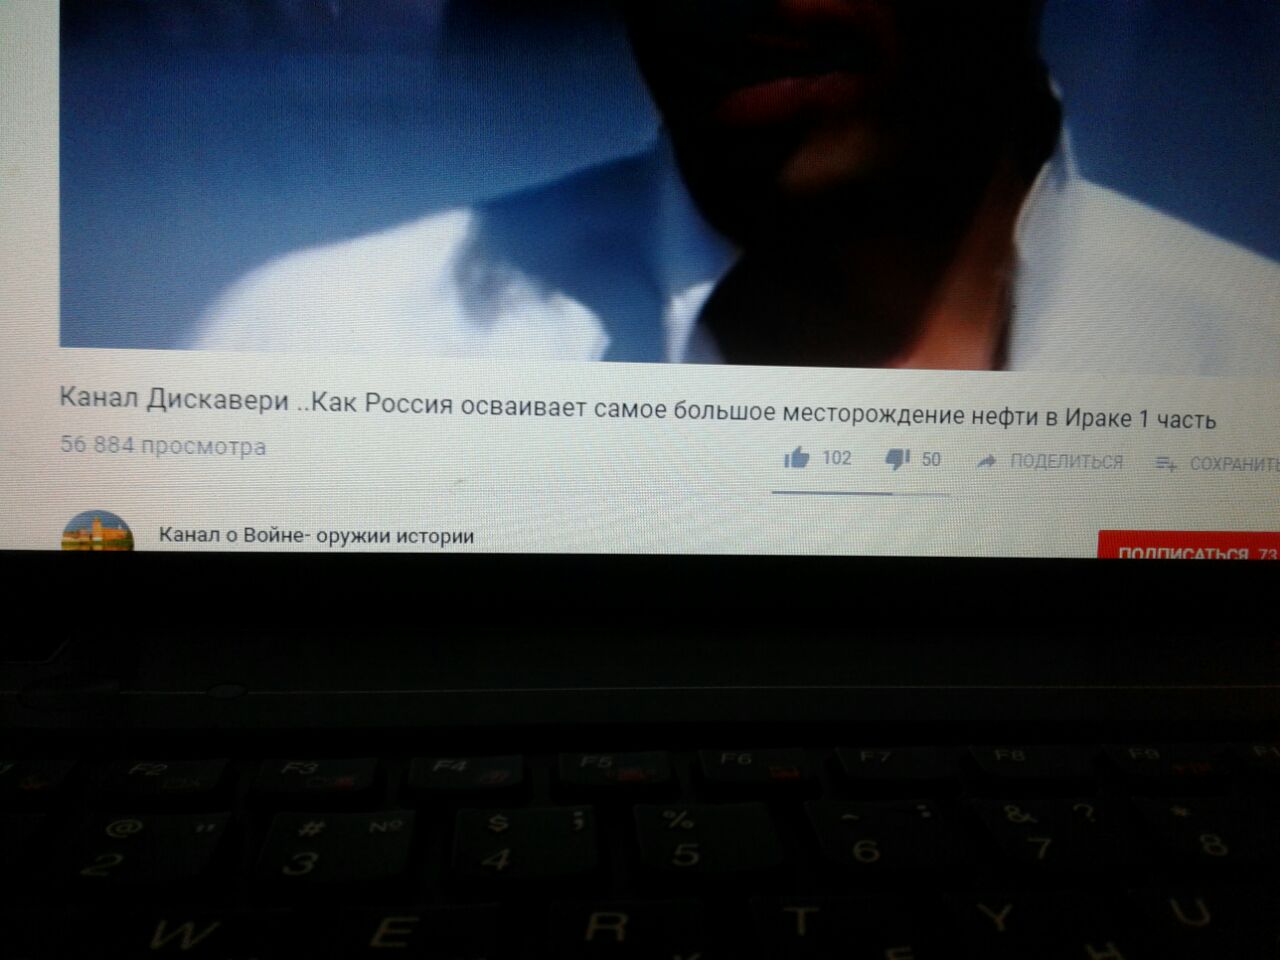 Канал Дискавери ..Как Россия осваивает самое большое месторождение нефти в Ираке 1 часть
56 884 просмотра
102 50 ПОДЕЛИТЬСЯ СОХРАНИТЬ
Канал о Войне- оружии истории
ПОДПИСАТЬСЯ 73
F2 F3 F4 F5 F6 F7 F8 F9
@ " # № $ ; % : & ? *
2 3 4 5 6 7 8
W E R T Y U